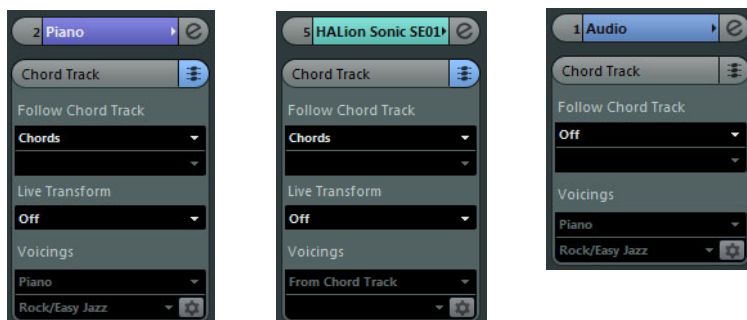 2 Piano
Chord Track
Follow Chord Track
Chords
Live Transform
Off
Voicings
Piano
Rock/Easy Jazz
5 HALion Sonic SE01
Chord Track
Follow Chord Track
Chords
Live Transform
Off
Voicings
From Chord Track
1 Audio
Chord Track
Follow Chord Track
Off
Voicings
Piano
Rock/Easy Jazz